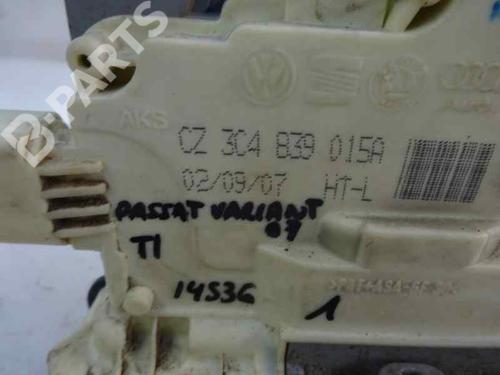 B-PARTS
AKS
CZ 3C4 839 015A
02/09/07 HT-L
PASSAT VARIANT
07
TI
14536
1